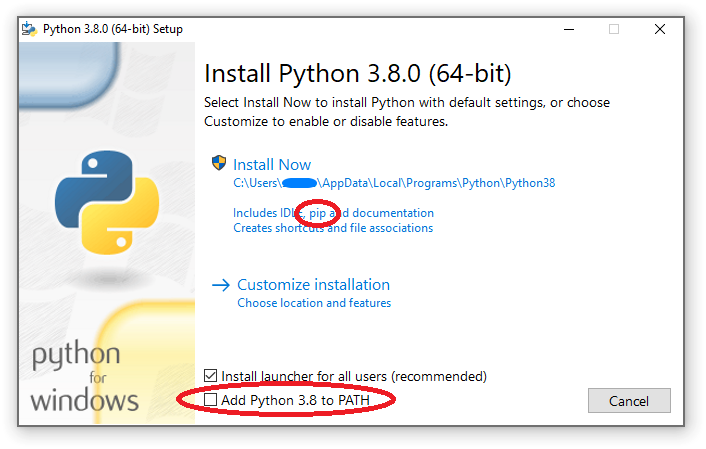 Python 3.8.0 (64-bit) Setup
Install Python 3.8.0 (64-bit)
Select Install Now to install Python with default settings, or choose
Customize to enable or disable features.
Install Now
C:\Users\ \AppData\Local\Programs\Python\Python38
Includes IDLE, pip and documentation
Creates shortcuts and file associations
Customize installation
Choose location and features
python
for
windows
Install launcher for all users (recommended)
Add Python 3.8 to PATH
Cancel